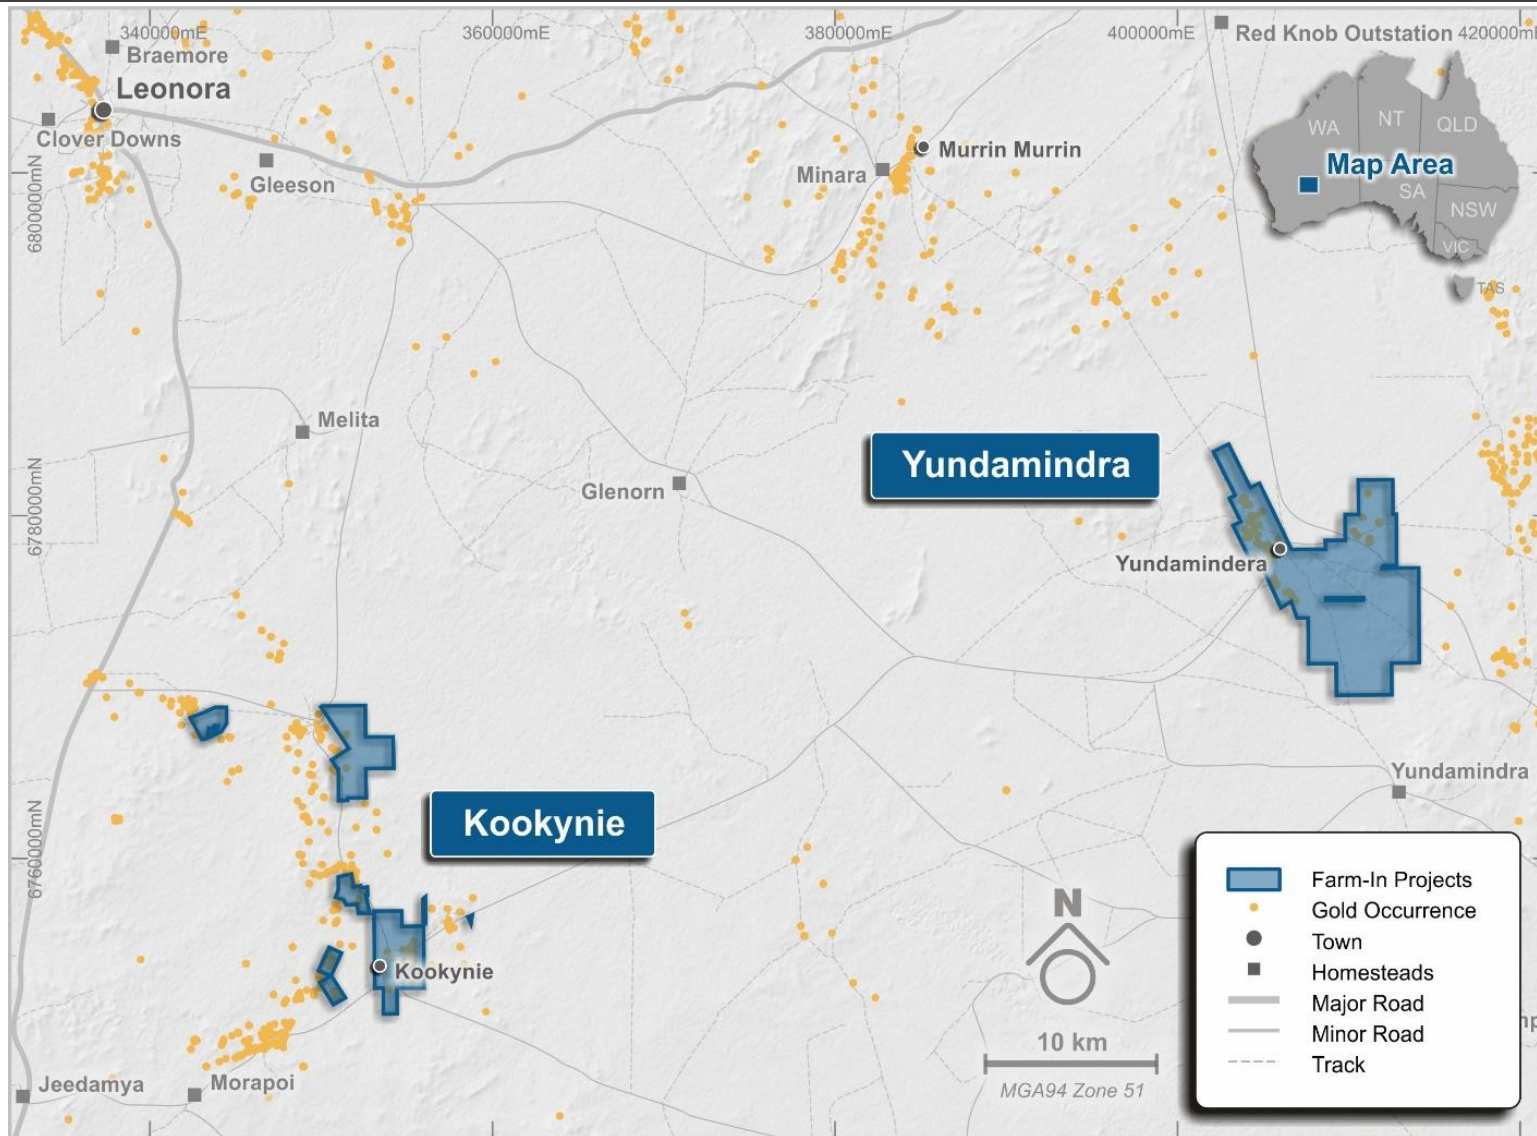 340000mE
360000mE
380000mE
400000mE
420000mE
Red Knob Outstation
Braemore
Leonora
Clover Downs
Gleeson
Murrin Murrin
Minara
WA
NT
QLD
Map Area
SA
NSW
VIC
TAS
6800000mN
Melita
Yundamindra
Glenorn
6780000mN
Yundamindera
Yundamindra
Kookynie
6760000mN
Kookynie
N
10 km
MGA94 Zone 51
Jeedamya
Morapoi
Farm-In Projects
Gold Occurrence
Town
Homesteads
Major Road
Minor Road
Track